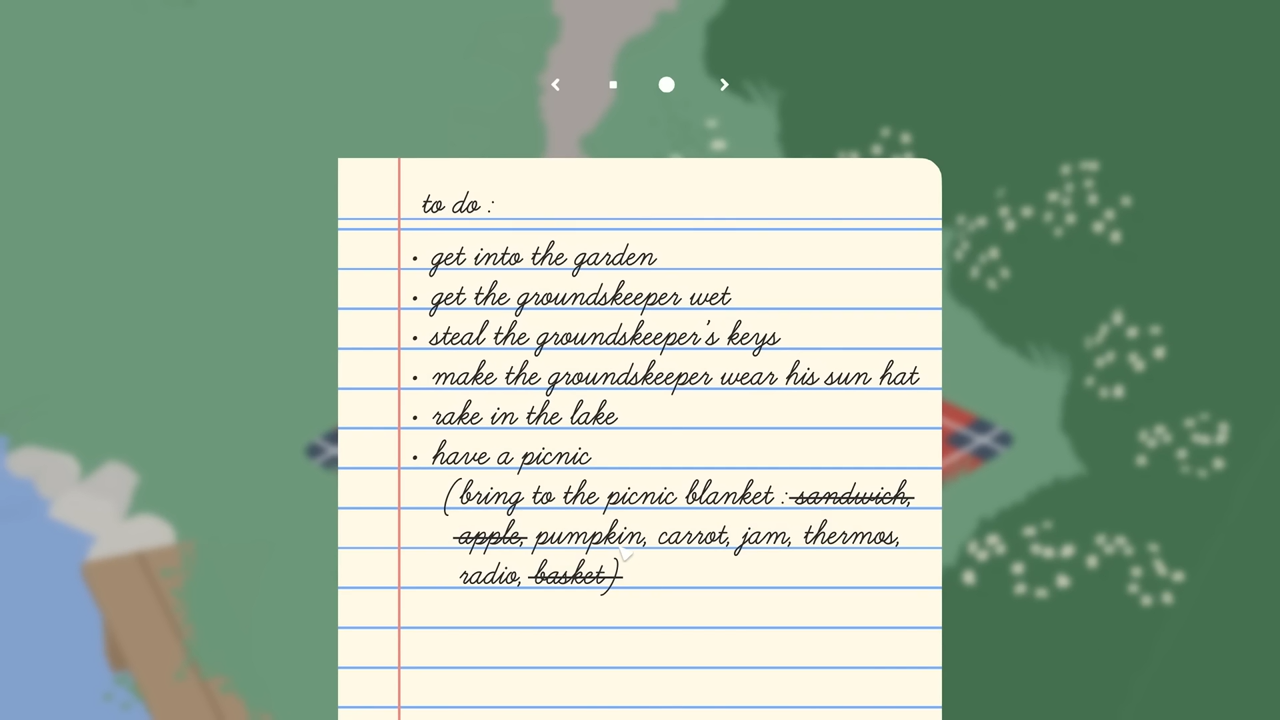 to do :
• get into the garden
• get the groundskeeper wet
• steal the groundskeeper's keys
• make the groundskeeper wear his sun hat
• rake in the lake
• have a picnic
(bring to the picnic blanket : sandwich,
apple, pumpkin, carrot, jam, thermos,
radio, basket)